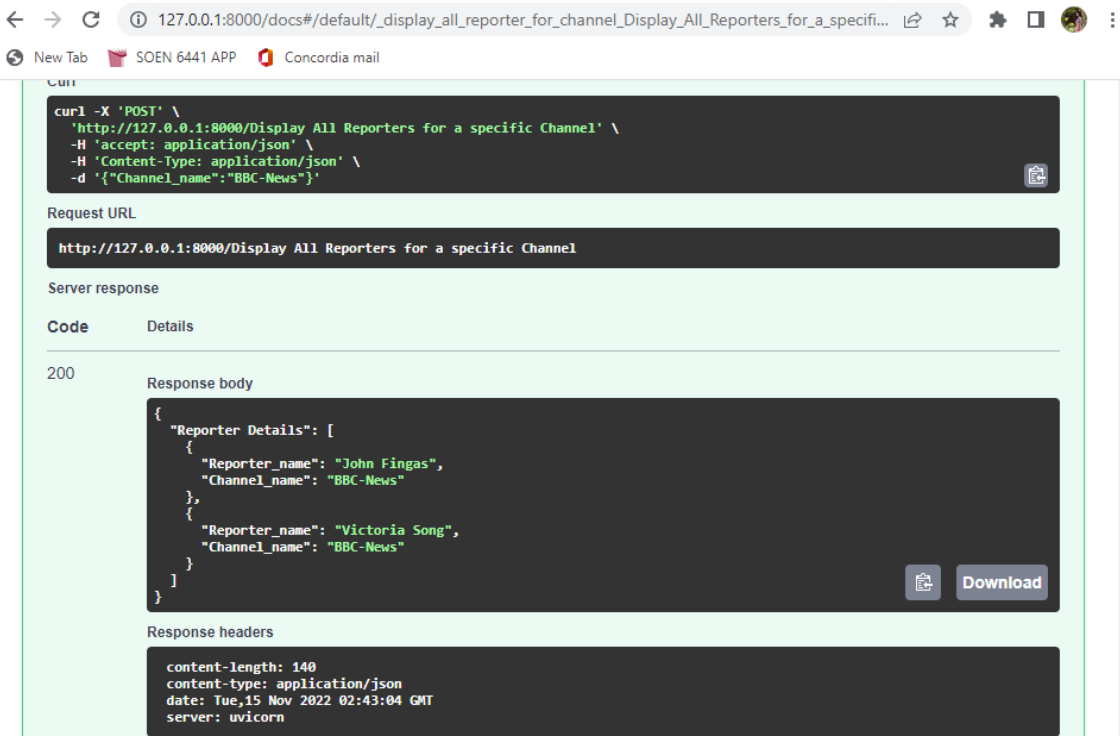 127.0.0.1:8000/docs#/default/_display_all_reporter_for_channel_Display_All_Reporters_for_a_specifi...
New Tab SOEN 6441 APP Concordia mail
Curl
curl -X 'POST' \
'http://127.0.0.1:8000/Display All Reporters for a specific Channel' \
-H 'accept: application/json' \
-H 'Content-Type: application/json' \
-d '{"Channel_name":"BBC-News"}'
Request URL
http://127.0.0.1:8000/Display All Reporters for a specific Channel
Server response
Code Details
200
Response body
{
"Reporter Details": [
{
"Reporter_name": "John Fingas",
"Channel_name": "BBC-News"
},
{
"Reporter_name": "Victoria Song",
"Channel_name": "BBC-News"
}
]
}
Download
Response headers
content-length: 140
content-type: application/json
date: Tue,15 Nov 2022 02:43:04 GMT
server: uvicorn